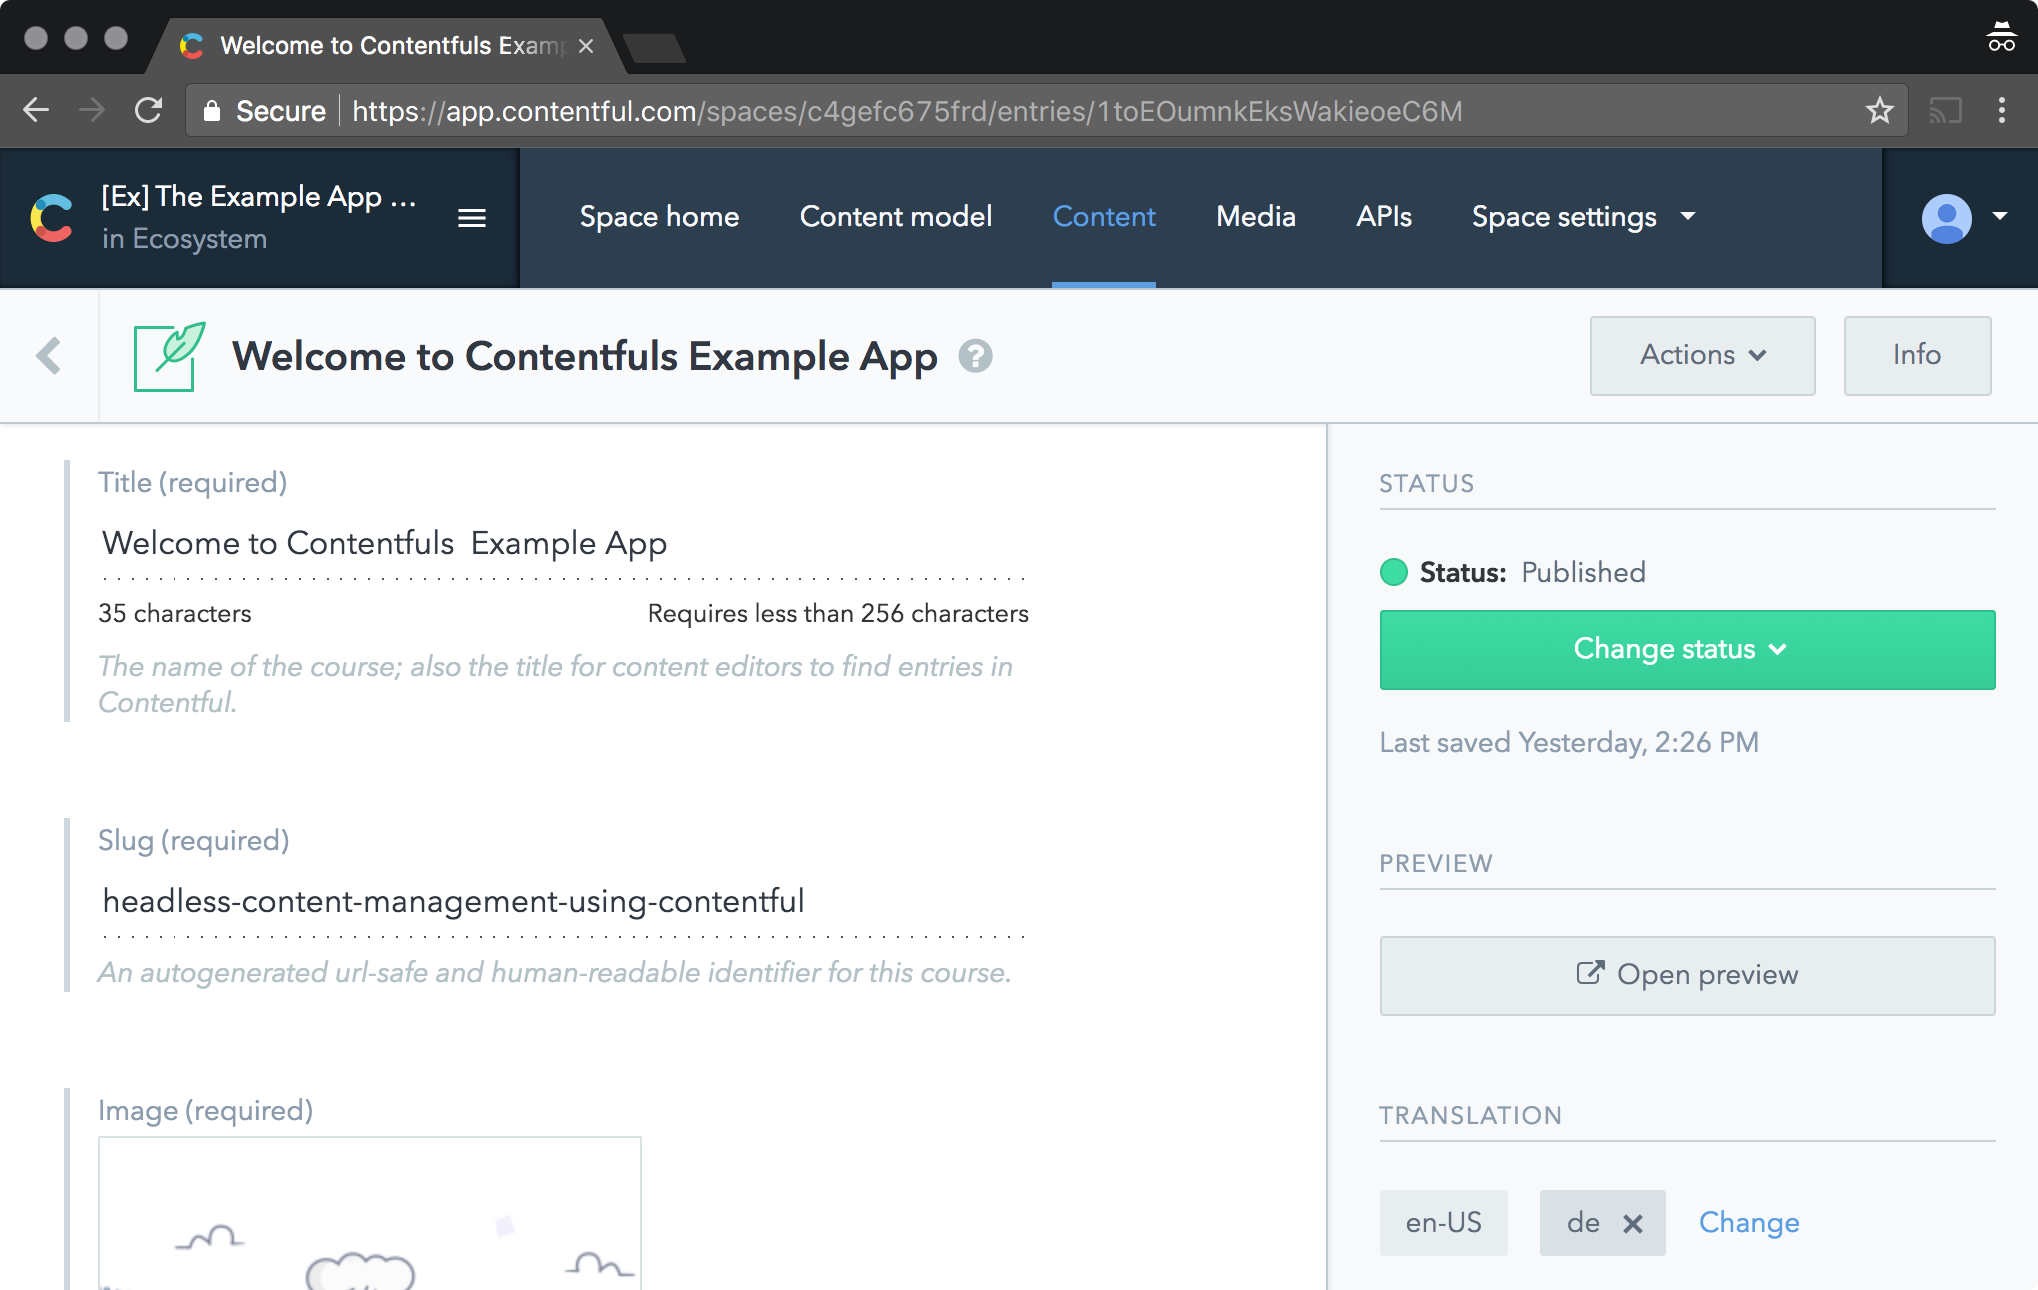 Welcome to Contentfuls Examp
Secure https://app.contentful.com/spaces/c4gefc675frd/entries/1toEOumnkEksWakieoeC6M
[Ex] The Example App ...
in Ecosystem
Space home Content model Content Media APIs Space settings
Welcome to Contentfuls Example App ?
Actions Info
Title (required)
Welcome to Contentfuls  Example App
35 characters Requires less than 256 characters
The name of the course; also the title for content editors to find entries in
Contentful.
Slug (required)
headless-content-management-using-contentful
An autogenerated url-safe and human-readable identifier for this course.
Image (required)
STATUS
Status: Published
Change status
Last saved Yesterday, 2:26 PM
PREVIEW
Open preview
TRANSLATION
en-US de Change